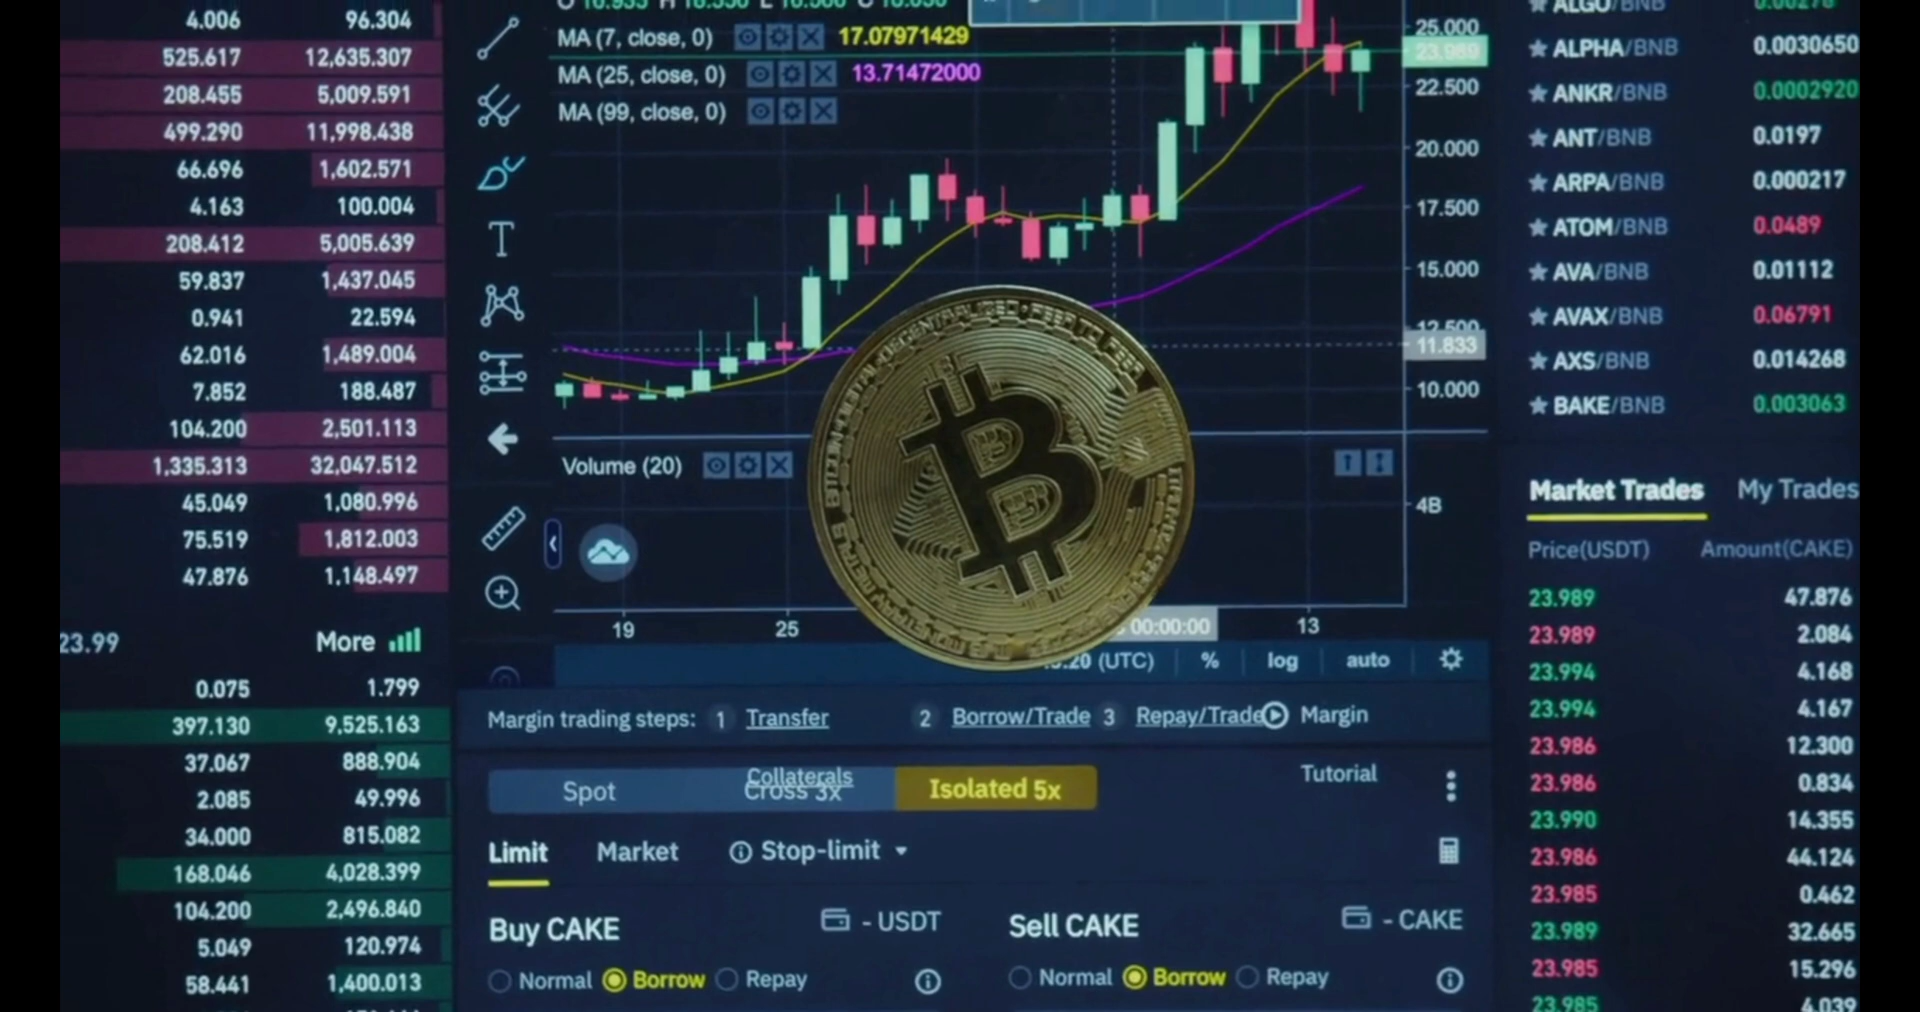 4.006 96.304
525.617 12,635.307
208.455 5,009.591
499.290 11,998.438
66.696 1,602.571
4.163 100.004
208.412 5,005.639
59.837 1,437.045
0.941 22.594
62.016 1,489.004
7.852 188.487
104.200 2,501.113
1,335.313 32,047.512
45.049 1,080.996
75.519 1,812.003
47.876 1,148.497
23.99 More
0.075 1.799
397.130 9,525.163
37.067 888.904
2.085 49.996
34.000 815.082
168.046 4,028.399
104.200 2,496.840
5.049 120.974
58.441 1,400.013
MA (7, close, 0) 17.07971429
MA (25, close, 0) 13.71472000
MA (99, close, 0)
25.000
23.989
22.500
20.000
17.500
15.000
12.500
11.833
10.000
Volume (20)
4B
19 25 00:00:00 13
(UTC) % log auto
Margin trading steps: 1 Transfer 2 Borrow/Trade 3 Repay/Trade Margin
Collaterals Tutorial
Spot Cross 3x Isolated 5x
Limit Market Stop-limit
Buy CAKE - USDT Sell CAKE - CAKE
Normal Borrow Repay Normal Borrow Repay
ALGO/BNB 0.00276
ALPHA/BNB 0.0030650
ANKR/BNB 0.0002920
ANT/BNB 0.0197
ARPA/BNB 0.000217
ATOM/BNB 0.0489
AVA/BNB 0.01112
AVAX/BNB 0.06791
AXS/BNB 0.014268
BAKE/BNB 0.003063
Market Trades My Trades
Price(USDT) Amount(CAKE)
23.989 47.876
23.989 2.084
23.994 4.168
23.994 4.167
23.986 12.300
23.986 0.834
23.990 14.355
23.986 44.124
23.985 0.462
23.989 32.665
23.985 15.296
23.985 4.039